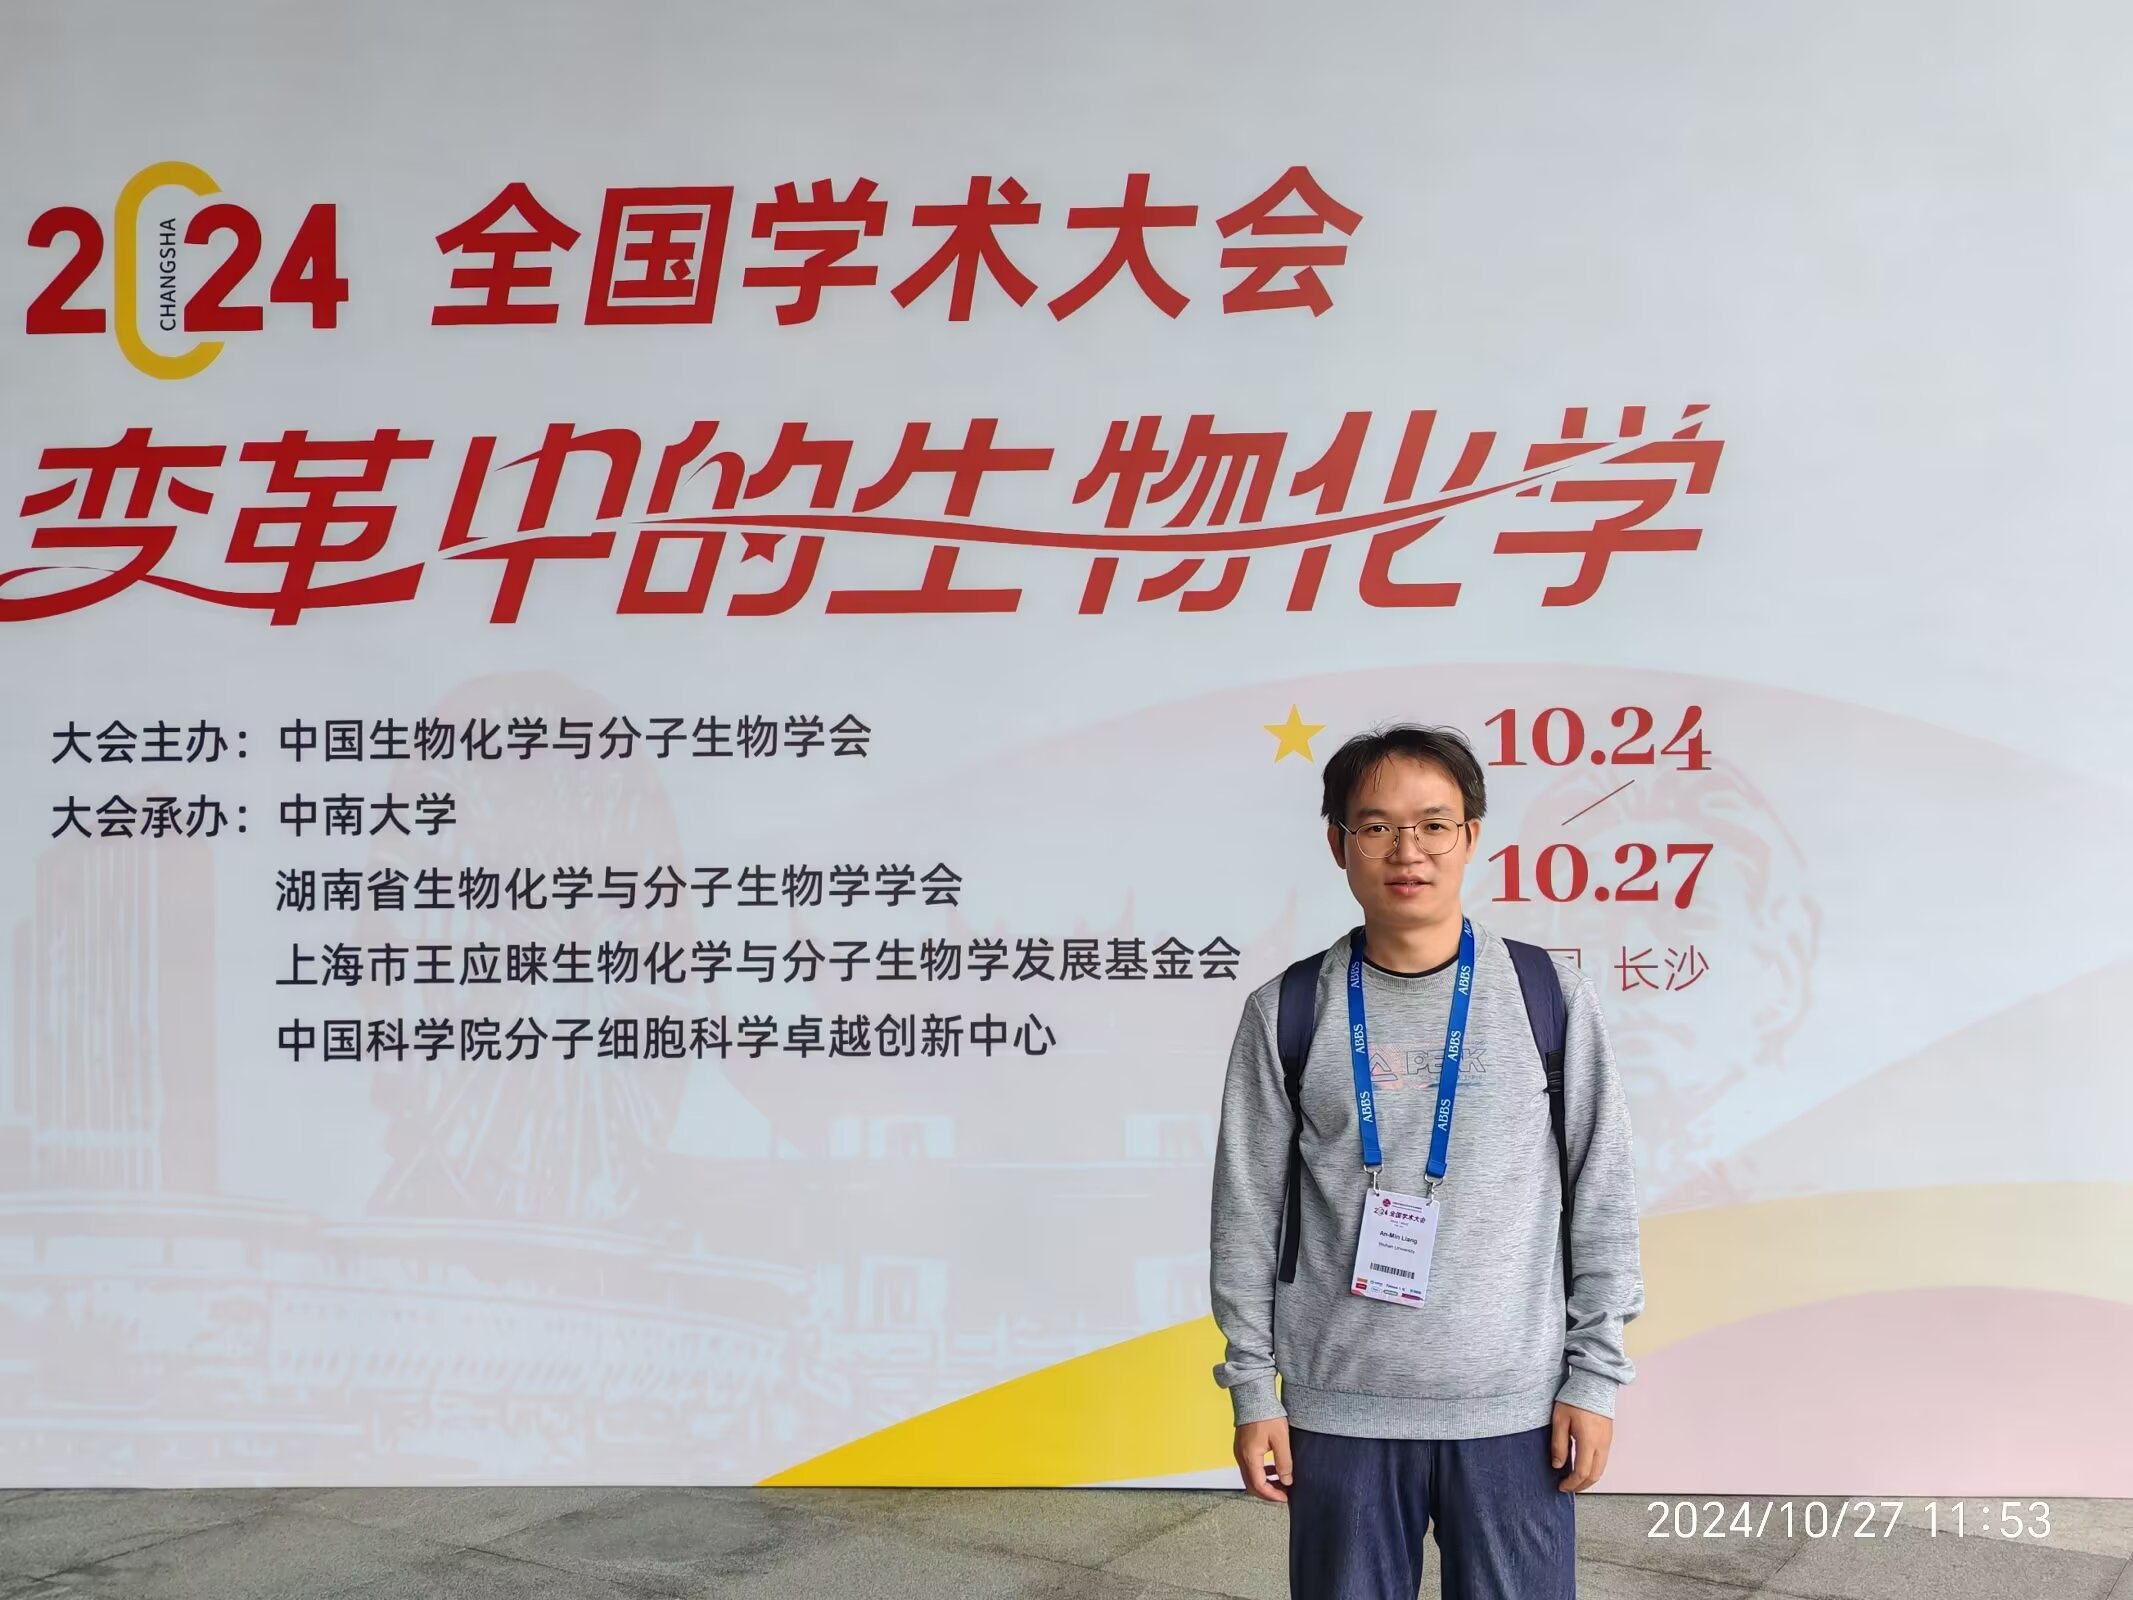 2024 全国学术大会
CHANGSHA
变革中的生物化学
大会主办：中国生物化学与分子生物学会
大会承办：中南大学
湖南省生物化学与分子生物学学会
上海市王应睐生物化学与分子生物学发展基金会
中国科学院分子细胞科学卓越创新中心
10.24
10.27
长沙
ABBS
ABBS
ABBS
ABBS
ABBS
ABBS
PEAK
2024 全国学术大会
An-Min Liang
Wuhan University
2024/10/27 11:53